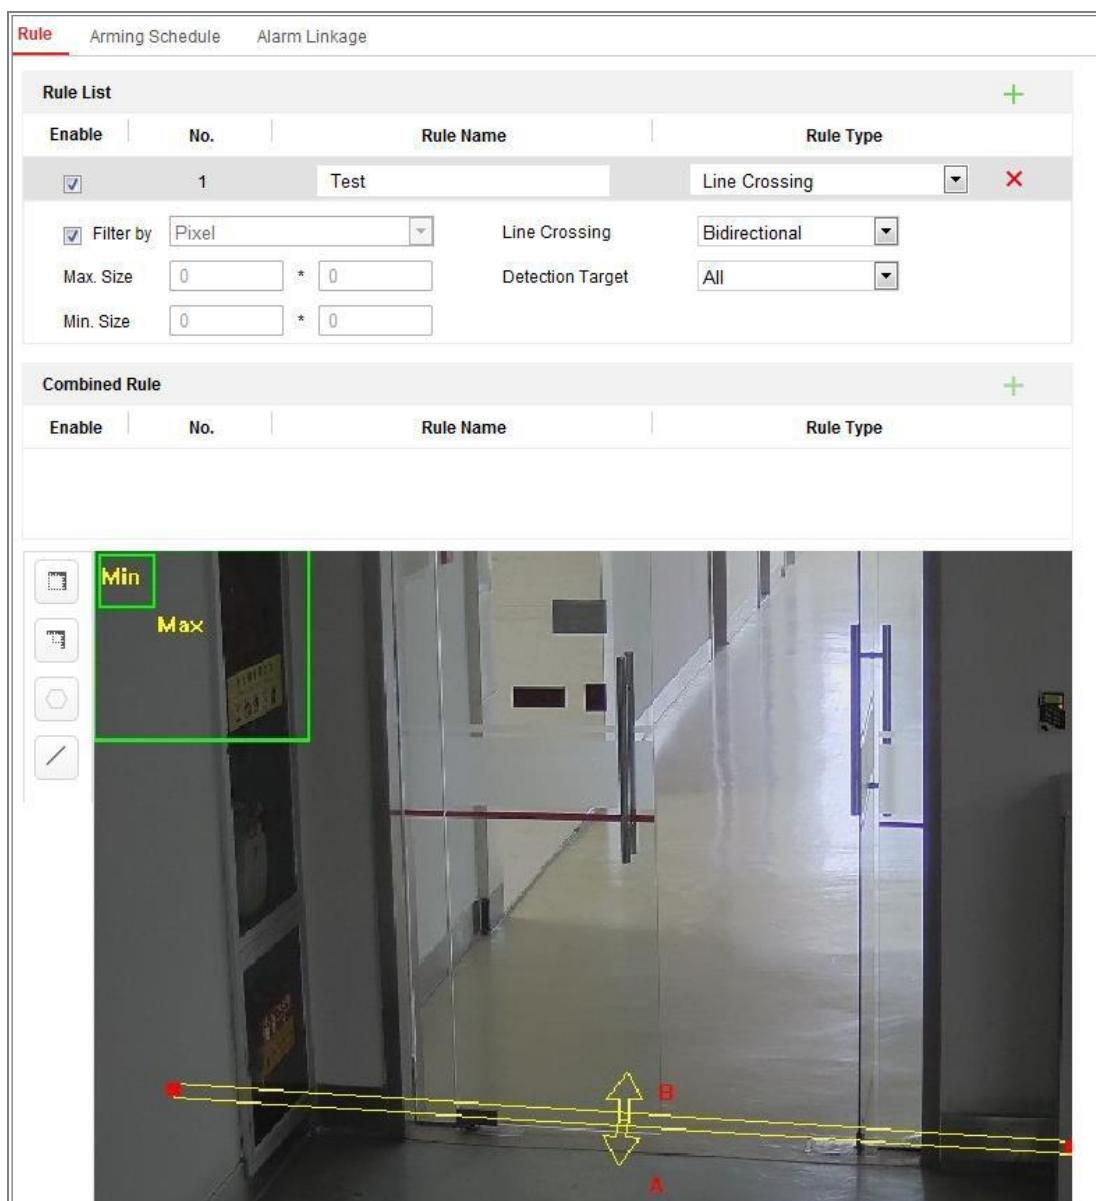 Rule Arming Schedule Alarm Linkage
Rule List
Enable No. Rule Name Rule Type
1 Test Line Crossing
Filter by Pixel Line Crossing Bidirectional
Max. Size 0 * 0 Detection Target All
Min. Size 0 * 0
Combined Rule
Enable No. Rule Name Rule Type
Min
Max
B
A